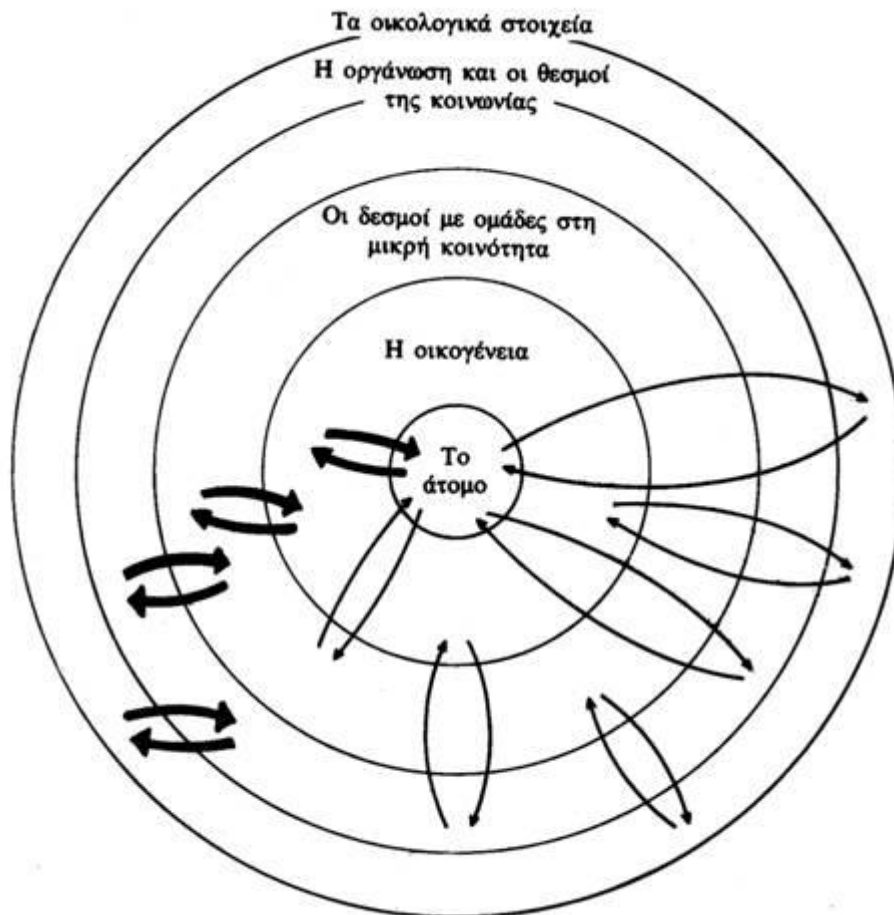 Τα οικολογικά στοιχεία
Η οργάνωση και οι θεσμοί
της κοινωνίας
Οι δεσμοί με ομάδες στη
μικρή κοινότητα
Η οικογένεια
Το
άτομο